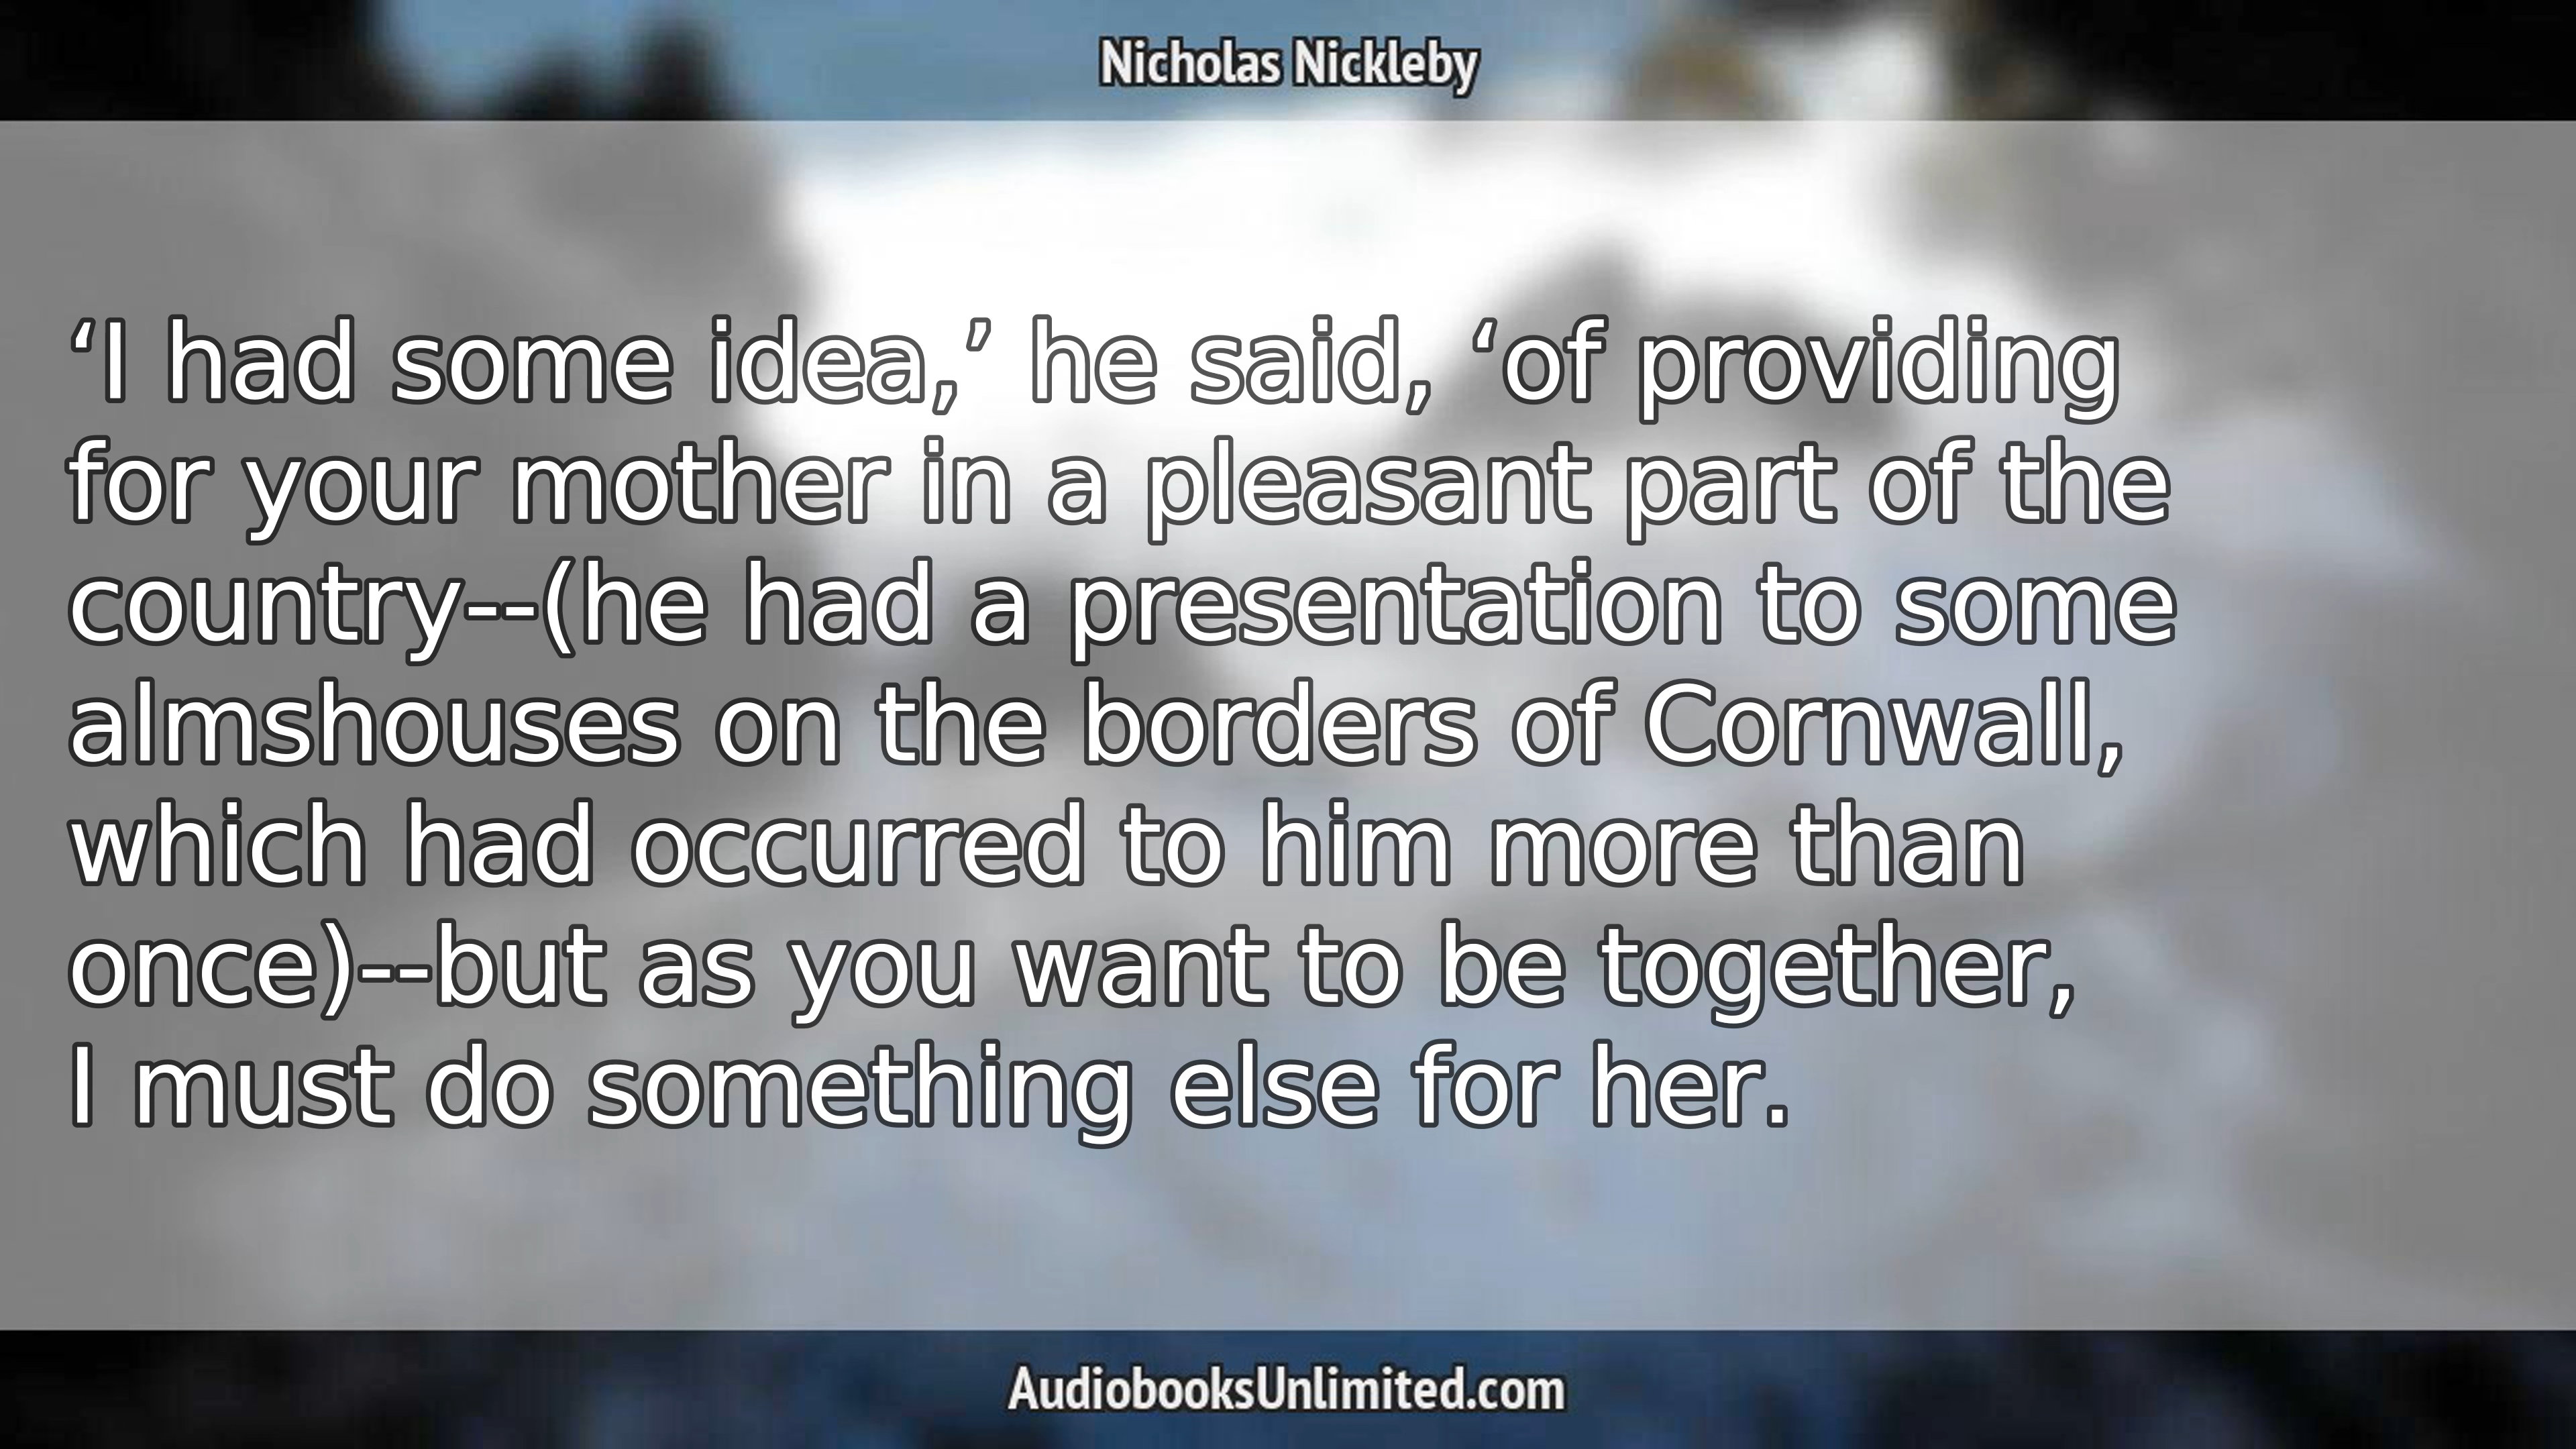 Nicholas Nickleby
‘I had some idea,’ he said, ‘of providing
for your mother in a pleasant part of the
country--(he had a presentation to some
almshouses on the borders of Cornwall,
which had occurred to him more than
once)--but as you want to be together,
I must do something else for her.
AudiobooksUnlimited.com